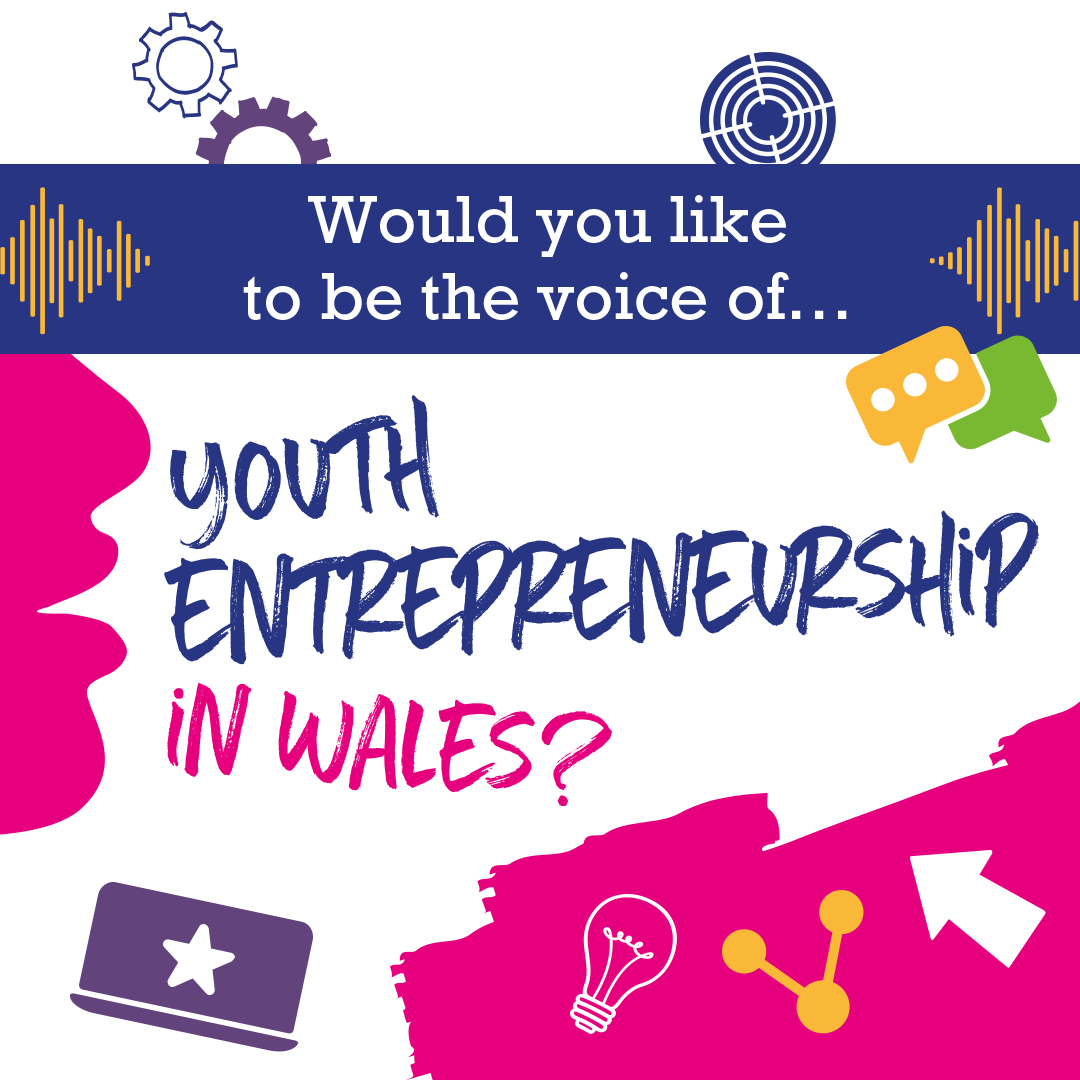 Would you like
to be the voice of...
YOUTH
ENTREPRENEURSHiP
iN WALES?